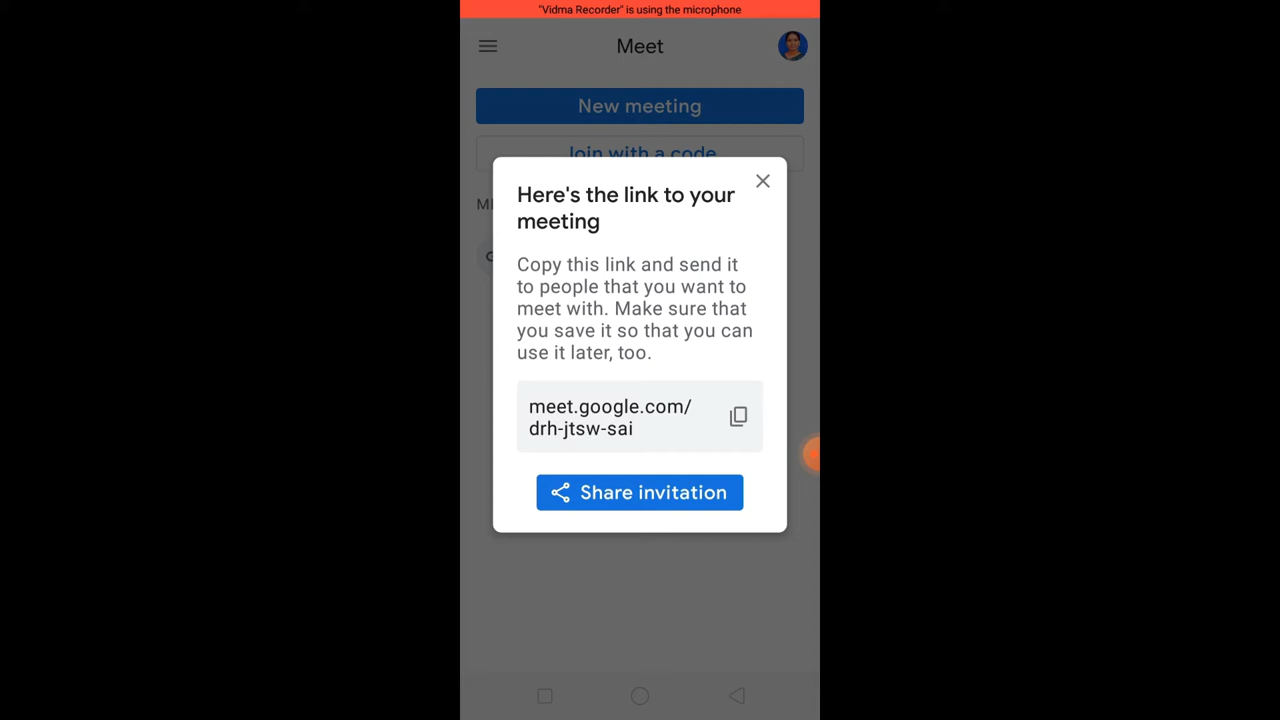 "Vidma Recorder" is using the microphone
Meet
New meeting
Join with a code
Here's the link to your
meeting
Copy this link and send it
to people that you want to
meet with. Make sure that
you save it so that you can
use it later, too.
meet.google.com/
drh-jtsw-sai
Share invitation